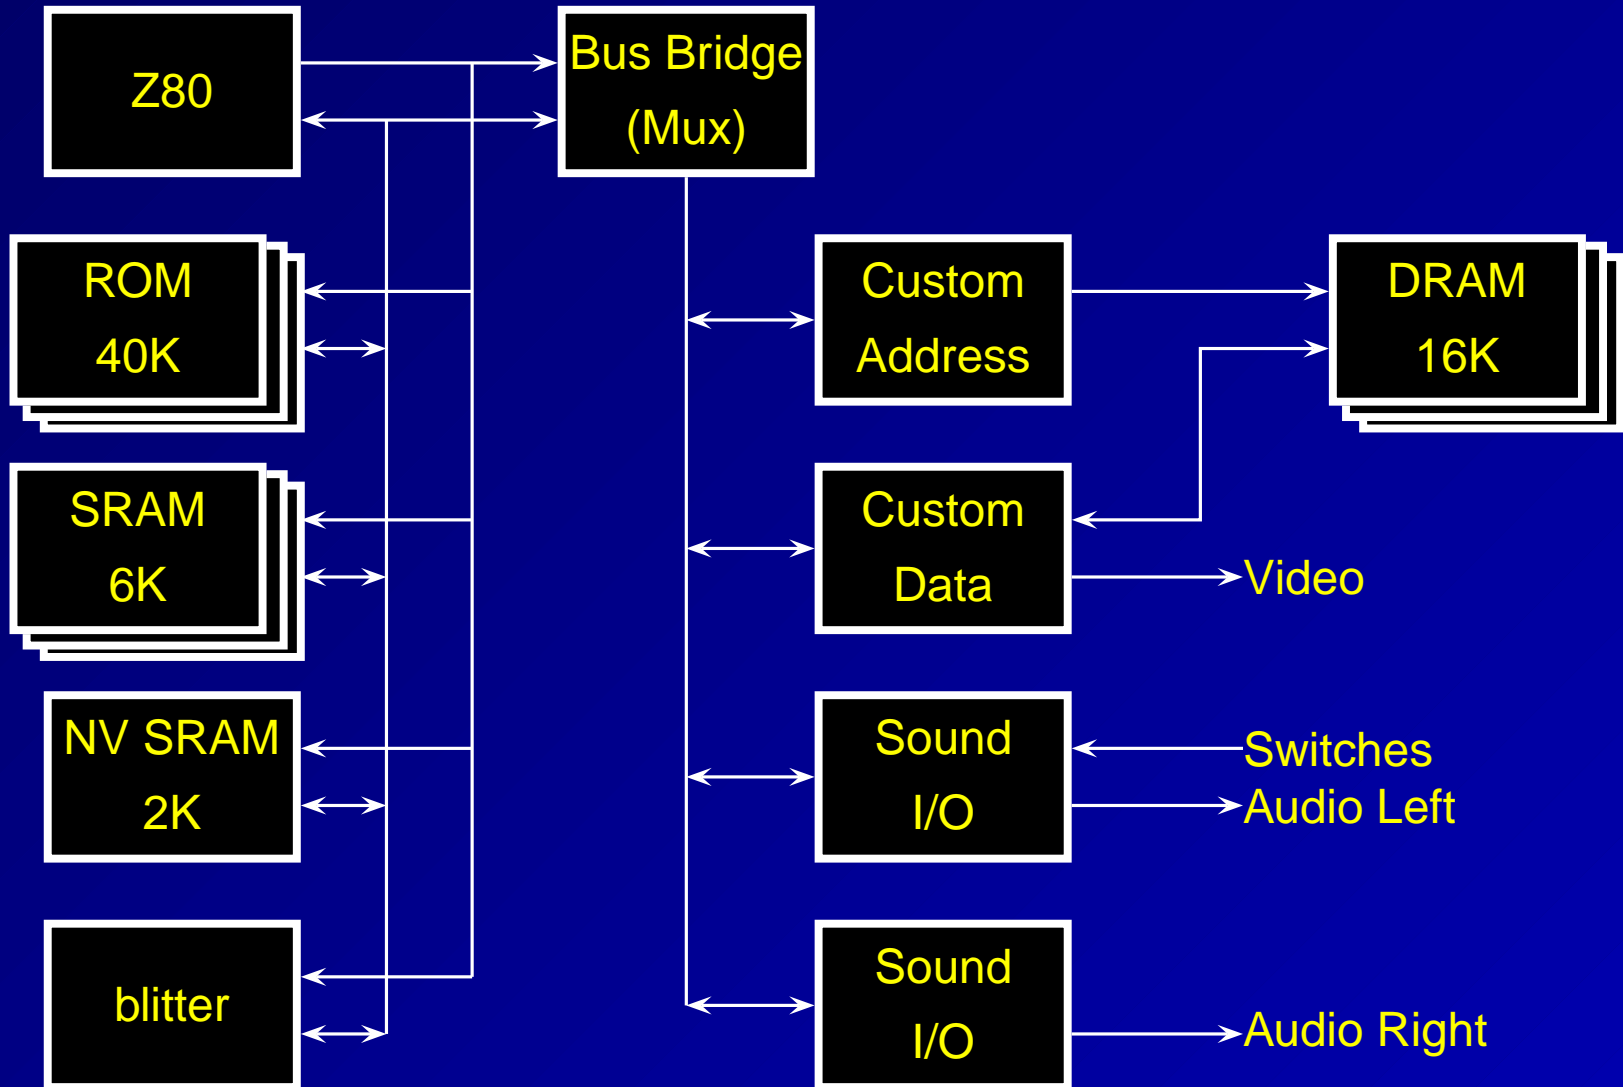 Z80
Bus Bridge
(Mux)
ROM
40K
Custom
Address
DRAM
16K
SRAM
6K
Custom
Data
Video
NV SRAM
2K
Sound
I/O
Switches
Audio Left
blitter
Sound
I/O
Audio Right